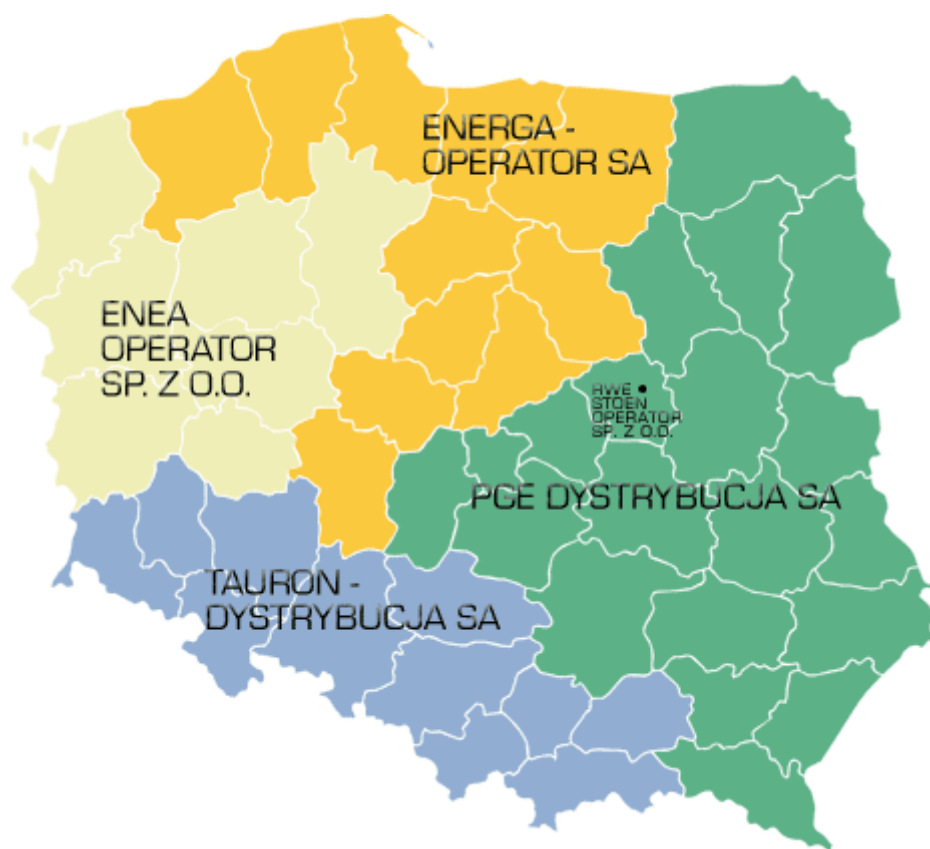 ENERGA -
OPERATOR SA
ENEA
OPERATOR
SP. Z O.O.
RWE
STOEN
OPERATOR
SP. Z O.O.
PGE DYSTRYBUCJA SA
TAURON -
DYSTRYBUCJA SA